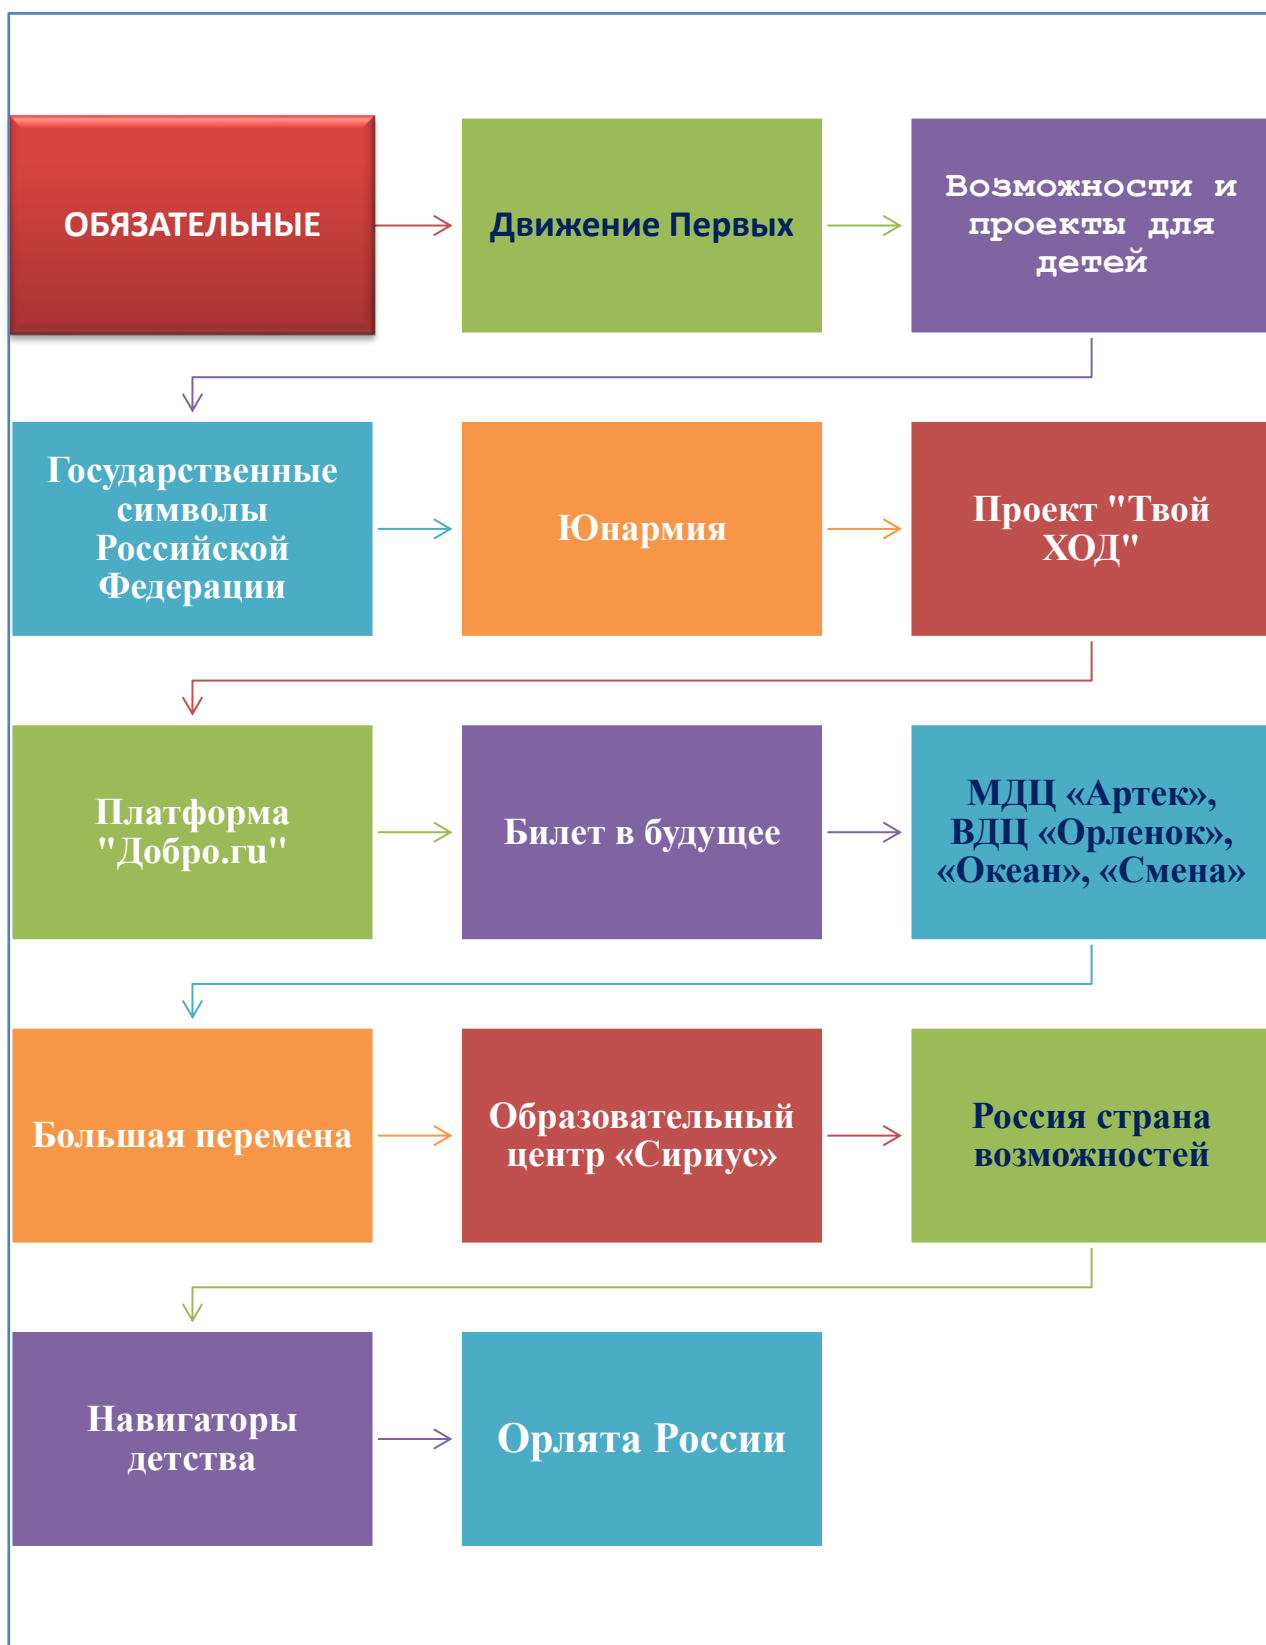 ОБЯЗАТЕЛЬНЫЕ
Движение Первых
Возможности и
проекты для
детей
Государственные
символы
Российской
Федерации
Юнармия
Проект "Твой
ХОД"
Платформа
"Добро.ru"
Билет в будущее
МДЦ «Артек»,
ВДЦ «Орленок»,
«Океан», «Смена»
Большая перемена
Образовательный
центр «Сириус»
Россия страна
возможностей
Навигаторы
детства
Орлята России